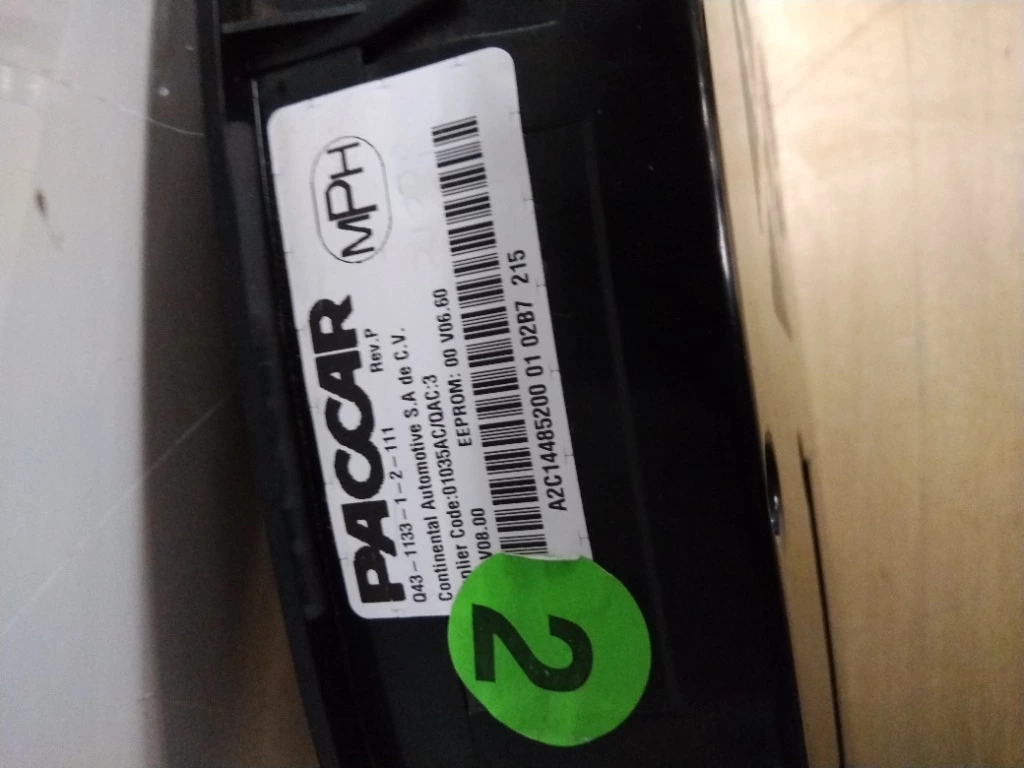 PACCAR
MPH
Q43-1133-1-2-111 Rev.P
Continental Automotive S.A de C.V.
plier Code:01035AC/QAC:3
V08.00 EEPROM: 00 V06.60
A2C14485200 01 02B7 215
2